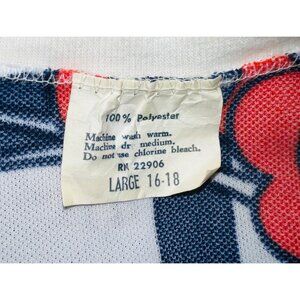 100% Polyester
Machine wash warm.
Machine dry medium.
Do not use chlorine bleach.
RN 22906
LARGE 16-18